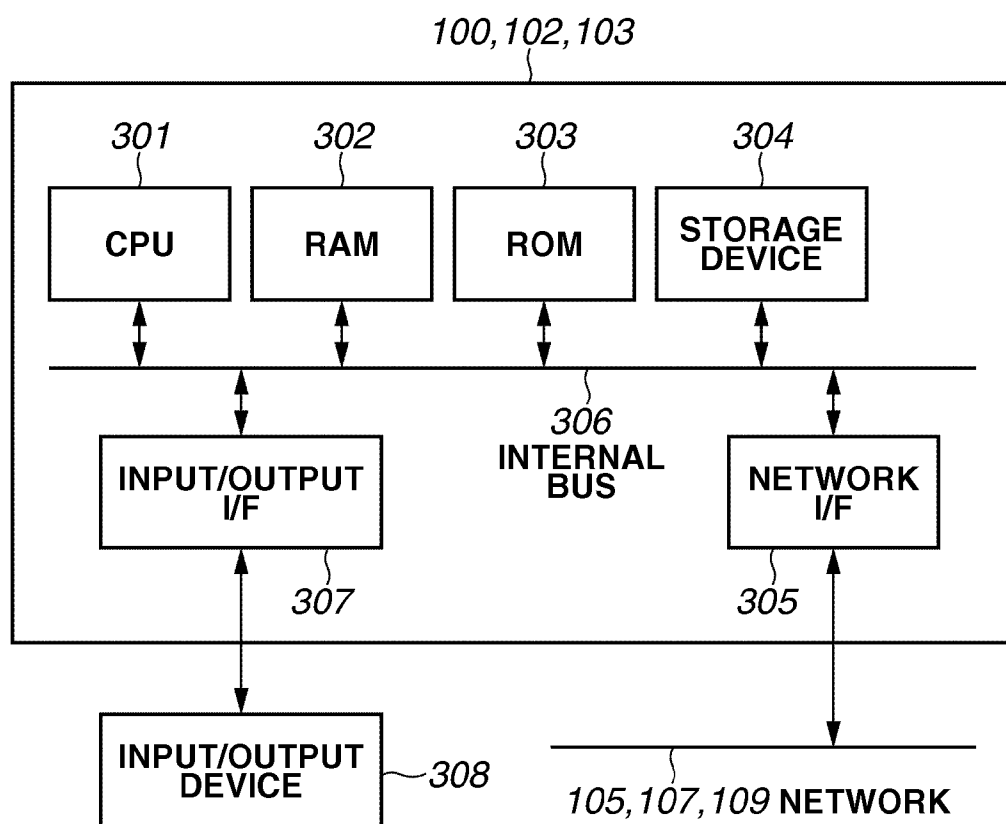 100,102,103
301
302
303
304
CPU
RAM
ROM
STORAGE
DEVICE
306
INTERNAL
BUS
INPUT/OUTPUT
I/F
NETWORK
I/F
307
305
INPUT/OUTPUT
DEVICE
308
105,107,109 NETWORK